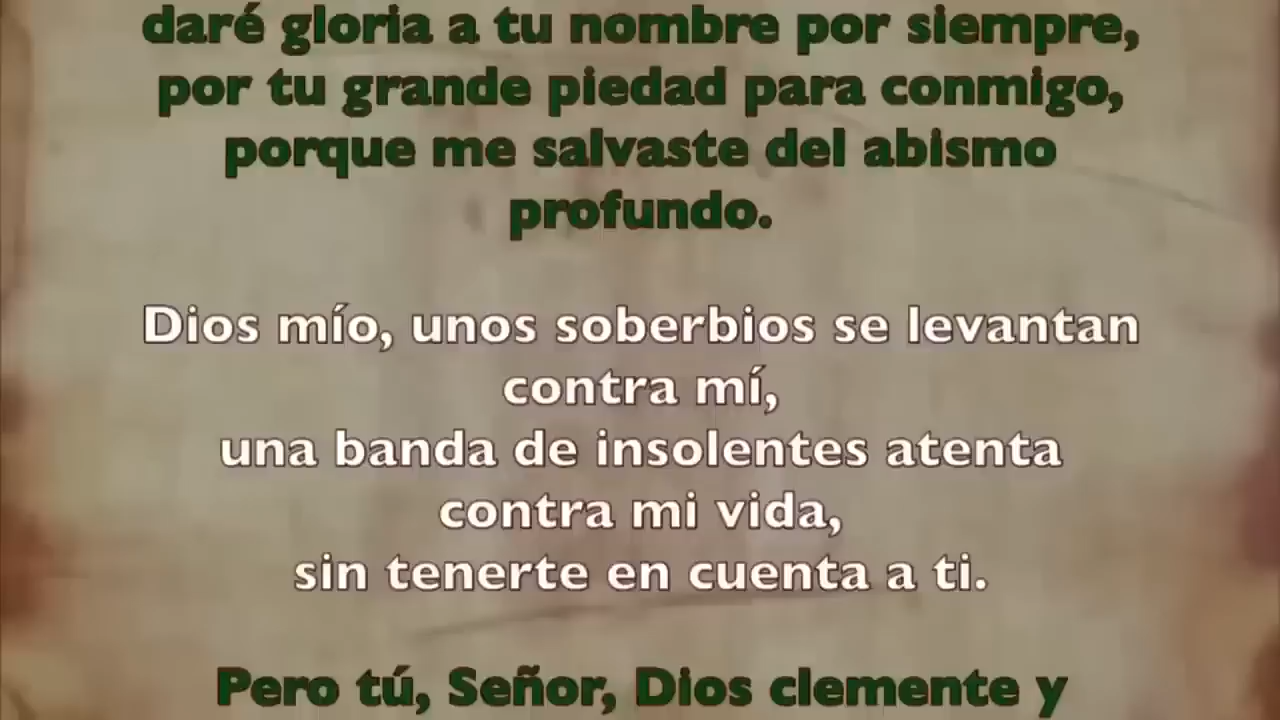 daré gloria a tu nombre por siempre,
por tu grande piedad para conmigo,
porque me salvaste del abismo
profundo.
Dios mío, unos soberbios se levantan
contra mí,
una banda de insolentes atenta
contra mi vida,
sin tenerte en cuenta a ti.
Pero tú, Señor, Dios clemente y